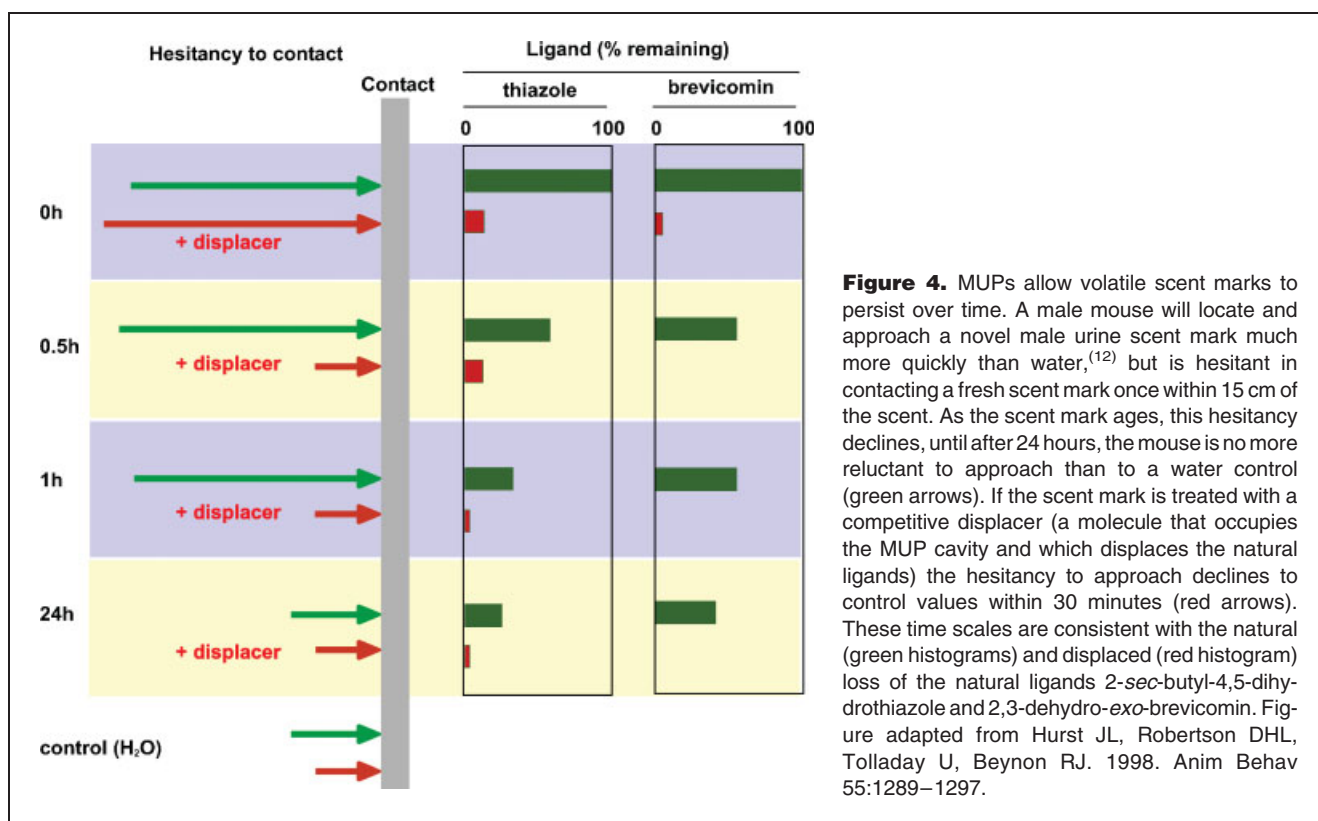 Hesitancy to contact
Ligand (% remaining)
Contact
thiazole
brevicomin
0
100
0
100
0h
+ displacer
0.5h
+ displacer
1h
+ displacer
24h
+ displacer
control (H₂O)
Figure 4. MUPs allow volatile scent marks to
persist over time. A male mouse will locate and
approach a novel male urine scent mark much
more quickly than water,(12) but is hesitant in
contacting a fresh scent mark once within 15 cm of
the scent. As the scent mark ages, this hesitancy
declines, until after 24 hours, the mouse is no more
reluctant to approach than to a water control
(green arrows). If the scent mark is treated with a
competitive displacer (a molecule that occupies
the MUP cavity and which displaces the natural
ligands) the hesitancy to approach declines to
control values within 30 minutes (red arrows).
These time scales are consistent with the natural
(green histograms) and displaced (red histogram)
loss of the natural ligands 2-sec-butyl-4,5-dihy-
drothiazole and 2,3-dehydro-exo-brevicomin. Fig-
ure adapted from Hurst JL, Robertson DHL,
Tolladay U, Beynon RJ. 1998. Anim Behav
55:1289–1297.